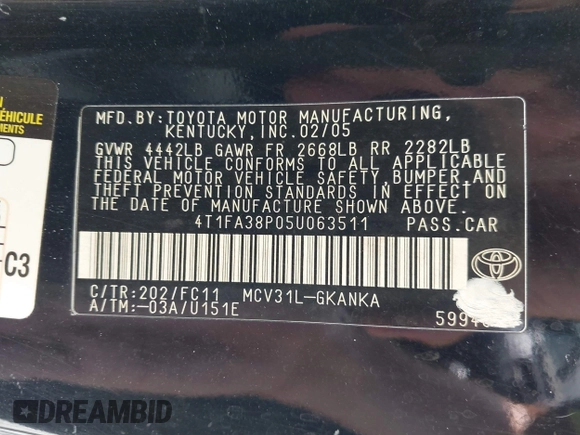 N
VÉHICULE
EMENTS
C3
MFD.BY:TOYOTA MOTOR MANUFACTURING,
KENTUCKY,INC.02/05
GVWR 4442LB GAWR FR 2668LB RR 2282LB
THIS VEHICLE CONFORMS TO ALL APPLICABLE
FEDERAL MOTOR VEHICLE SAFETY, BUMPER,AND
THEFT PREVENTION STANDARDS IN EFFECT ON
THE DATE OF MANUFACTURE SHOWN ABOVE.
4T1FA38P05U063511 PASS.CAR
C/TR:202/FC11 MCV31L-GKANKA
A/TM:-03A/U151E
DREAMBID